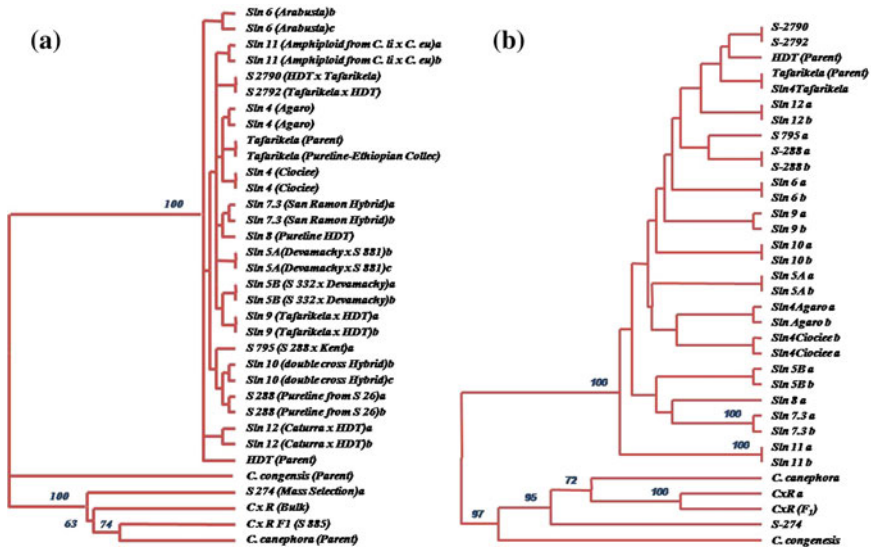 (a)
Sln 6 (Arabusta)b
Sln 6 (Arabusta)c
Sln 11 (Amphiploid from C. li x C. eu)a
Sln 11 (Amphiploid from C. li x C. eu)b
S 2790 (HDT x Tafarikela)
S 2792 (Tafarikela x HDT)
Sln 4 (Agaro)
Sln 4 (Agaro)
Tafarikela (Parent)
Tafarikela (Pureline-Ethiopian Collec)
Sln 4 (Cioccie)
Sln 4 (Cioccie)
Sln 7.3 (San Ramon Hybrid)a
Sln 7.3 (San Ramon Hybrid)b
Sln 8 (Pureline HDT)
Sln 5A (Devamachy x S 881)b
Sln 5A(Devamachy x S 881)c
Sln 5B (S 332 x Devamachy)a
Sln 5B (S 332 x Devamachy)b
Sln 9 (Tafarikela x HDT)a
Sln 9 (Tafarikela x HDT)b
S 795 (S 288 x Kent)a
Sln 10 (double cross Hybrid)b
Sln 10 (double cross Hybrid)c
S 288 (Pureline from S 26)a
S 288 (Pureline from S 26)b
Sln 12 (Caturra x HDT)a
Sln 12 (Caturra x HDT)b
HDT (Parent)
C. congensis (Parent)
S 274 (Mass Selection)a
C x R (Bulk)
C x R F1 (S 885)
C. canephora (Parent)
100
100
63
74
(b)
S-2790
S-2792
HDT (Parent)
Tafarikela (Parent)
Sln4Tafarikela
Sln 12 a
Sln 12 b
S 795 a
S-288 a
S-288 b
Sln 6 a
Sln 6 b
Sln 9 a
Sln 9 b
Sln 10 a
Sln 10 b
Sln 5A a
Sln 5A b
Sln4Agaro a
Sln Agaro b
Sln4Cioccie b
Sln4Cioccie a
Sln 5B a
Sln 5B b
Sln 8 a
Sln 7.3 a
Sln 7.3 b
Sln 11 a
Sln 11 b
C. canephora
CxR a
CxR (F1)
S-274
C. congenesis
100
100
100
72
100
95
97